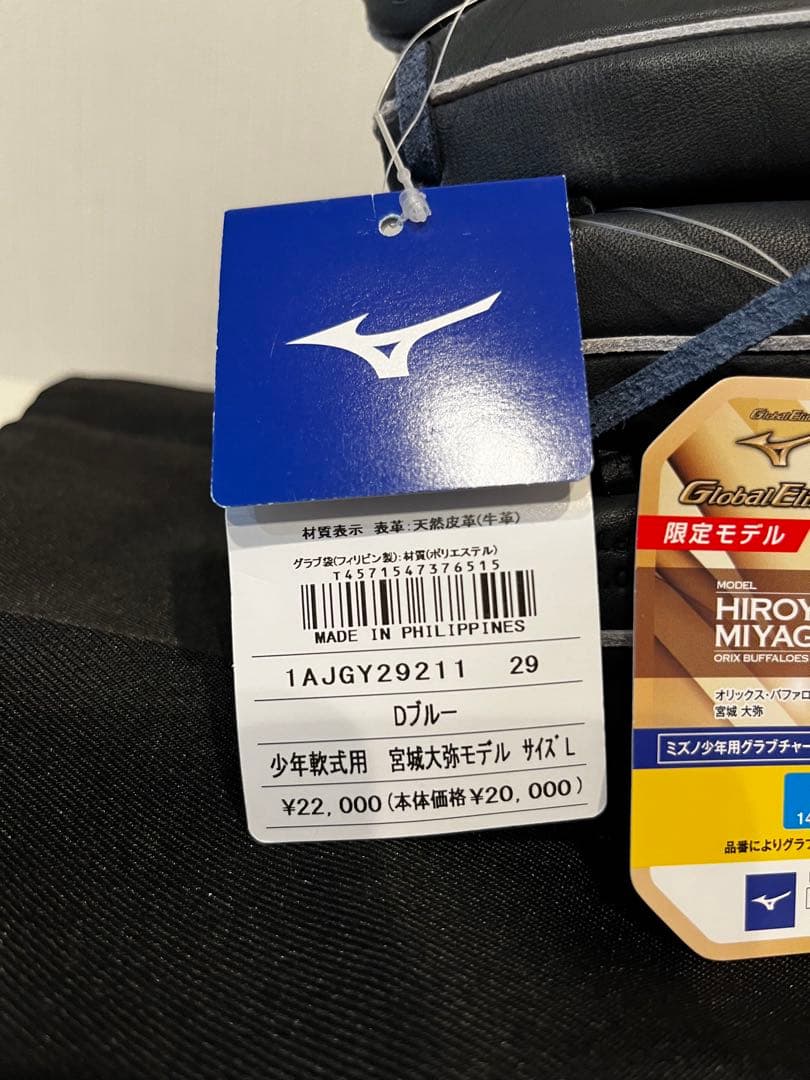 材質表示 表革:天然皮革(牛革)
グラブ袋(フィリピン製):材質(ポリエステル)
T4571547376515
MADE IN PHILIPPINES
1AJGY29211 29
Dブルー
少年軟式用 宮城大弥モデル サイズL
¥22,000(本体価格¥20,000)
Global Eli
Global Eli
限定モデル
MODEL
HIROY
MIYAG
ORIX BUFFALOES
オリックス・バファロ
宮城 大弥
ミズノ少年用グラブチャー
14
品番によりグラブ